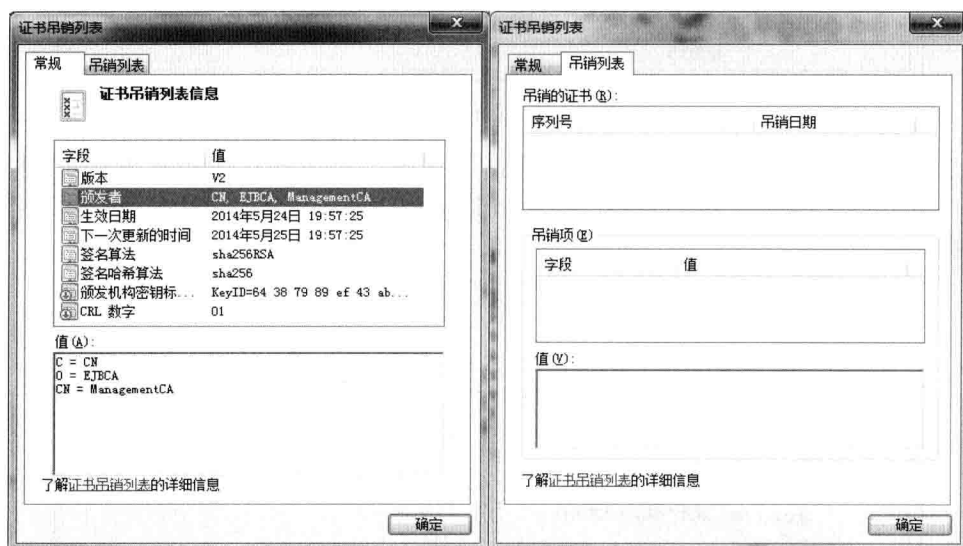 证书吊销列表
常规 吊销列表
证书吊销列表信息
字段 值
版本 V2
颁发者 CN, EJBCA, ManagementCA
生效日期 2014年5月24日 19:57:25
下一次更新的时间 2014年5月25日 19:57:25
签名算法 sha256RSA
签名哈希算法 sha256
颁发机构密钥标... KeyID=64 38 79 89 ef 43 ab...
CRL 数字 01
值(A):
C = CN
O = EJBCA
CN = ManagementCA
了解证书吊销列表的详细信息
确定
证书吊销列表
常规 吊销列表
吊销的证书(R):
序列号 吊销日期
吊销项(E)
字段 值
值(V):
了解证书吊销列表的详细信息
确定